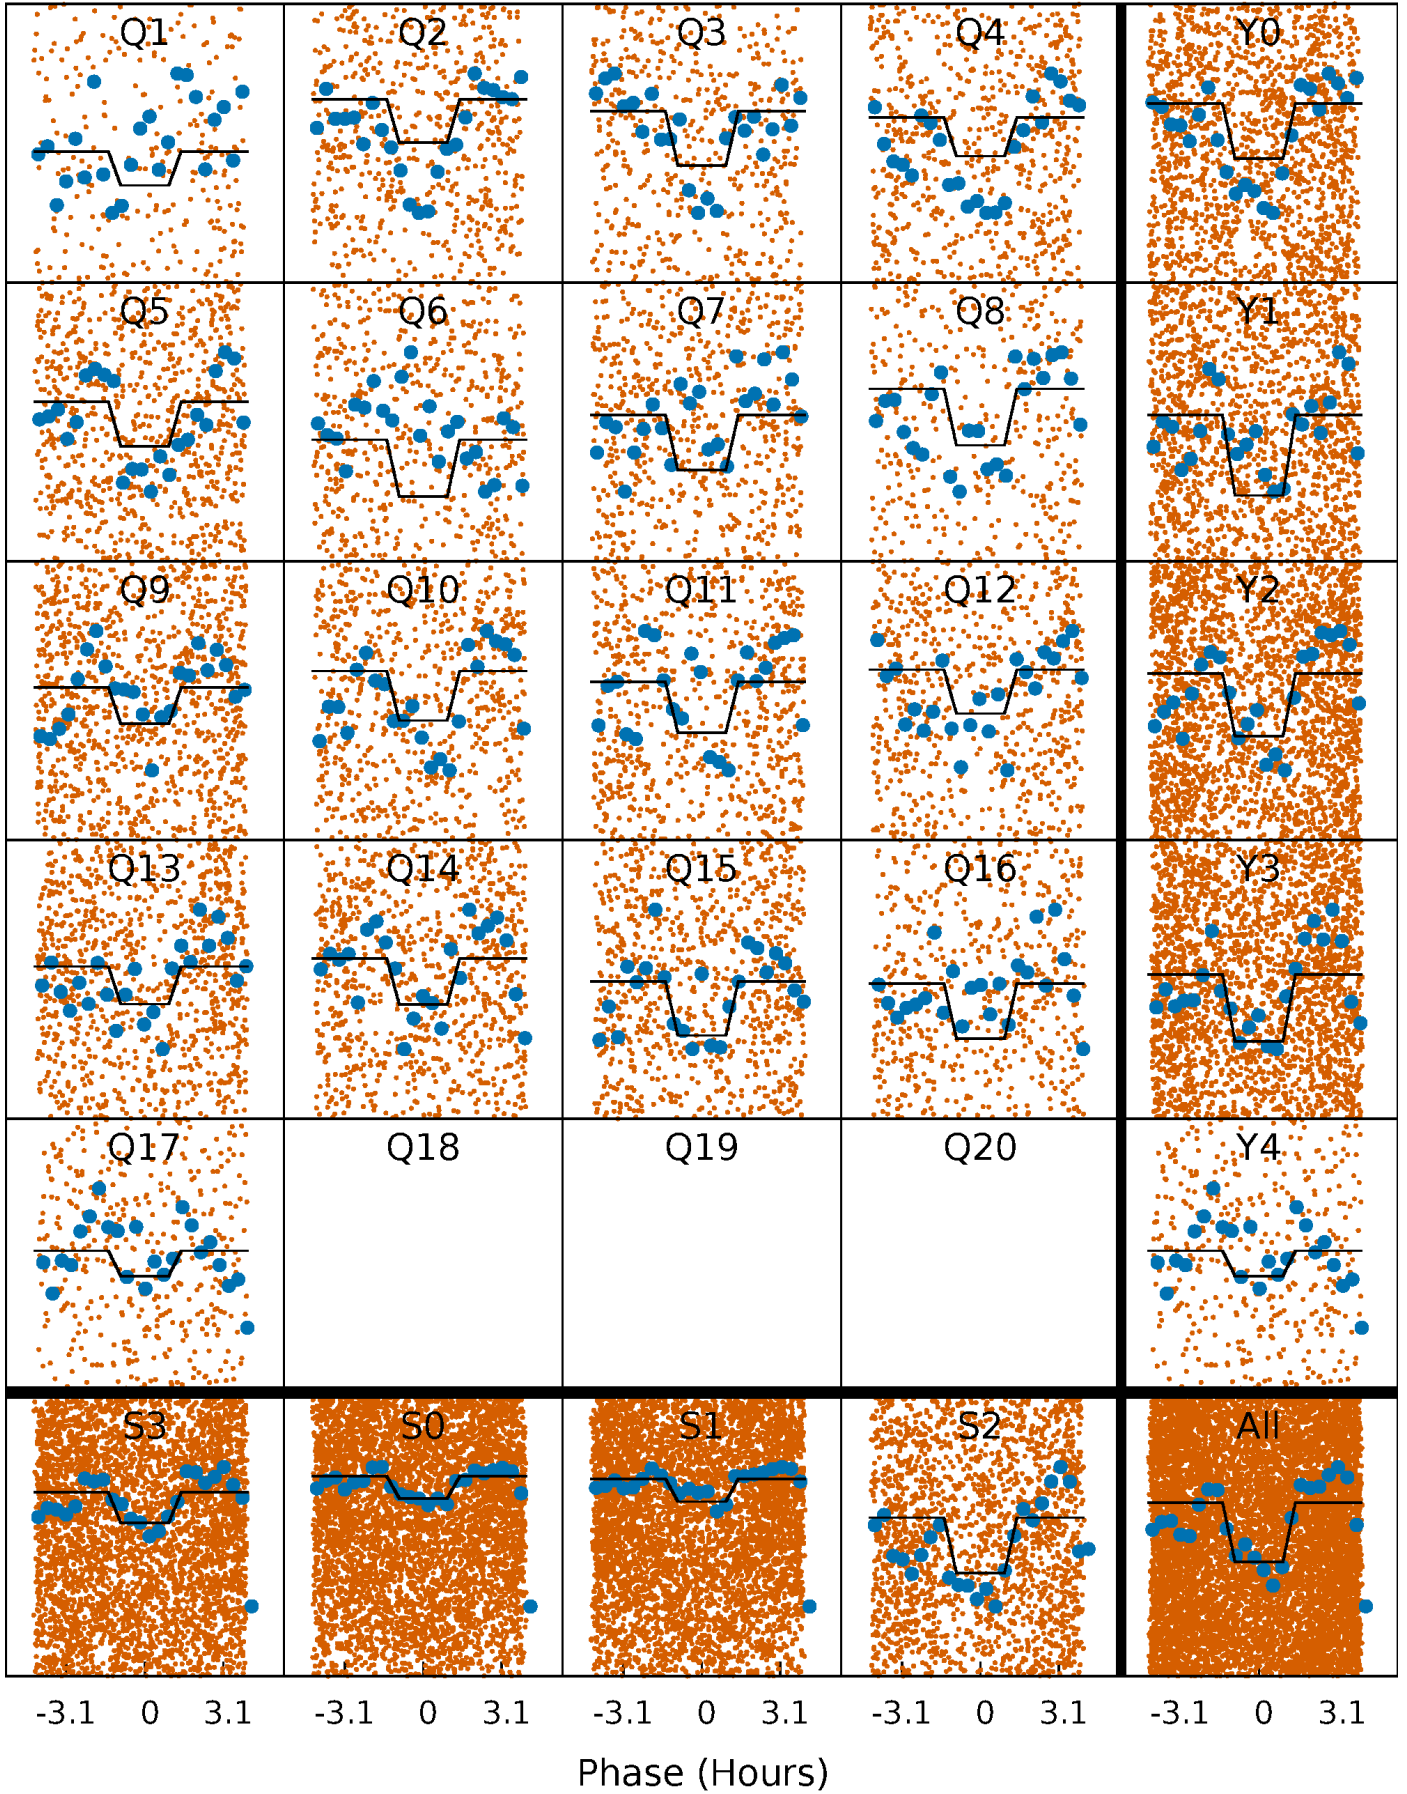 Q1 Q2 Q3 Q4 Y0
Q5 Q6 Q7 Q8 Y1
Q9 Q10 Q11 Q12 Y2
Q13 Q14 Q15 Q16 Y3
Q17 Q18 Q19 Q20 Y4
S3 S0 S1 S2 All
-3.1 0 3.1 -3.1 0 3.1 -3.1 0 3.1 -3.1 0 3.1 -3.1 0 3.1
Phase (Hours)